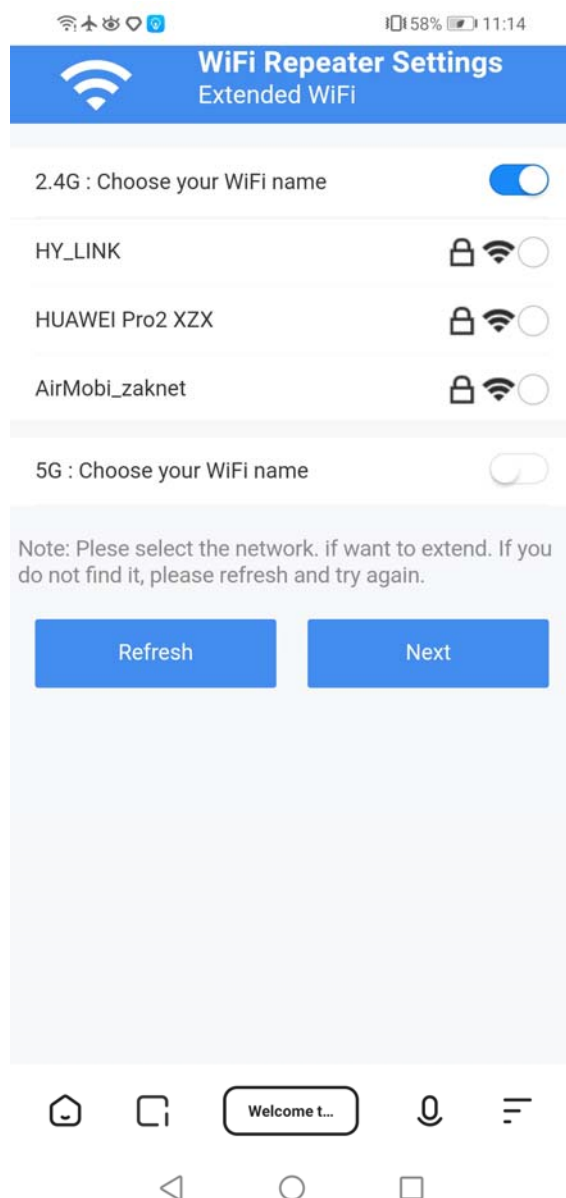 58% 11:14
WiFi Repeater Settings
Extended WiFi
2.4G : Choose your WiFi name
HY_LINK
HUAWEI Pro2 XZX
AirMobi_zaknet
5G : Choose your WiFi name
Note: Plese select the network. if want to extend. If you
do not find it, please refresh and try again.
Refresh Next
Welcome t...